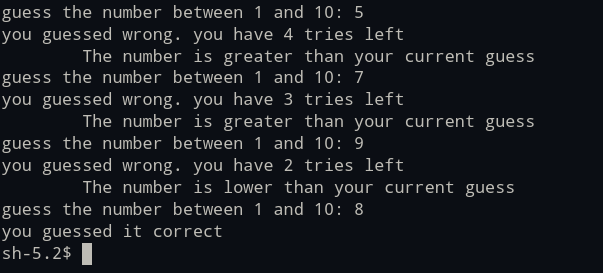 guess the number between 1 and 10: 5
you guessed wrong. you have 4 tries left
        The number is greater than your current guess
guess the number between 1 and 10: 7
you guessed wrong. you have 3 tries left
        The number is greater than your current guess
guess the number between 1 and 10: 9
you guessed wrong. you have 2 tries left
        The number is lower than your current guess
guess the number between 1 and 10: 8
you guessed it correct
sh-5.2$